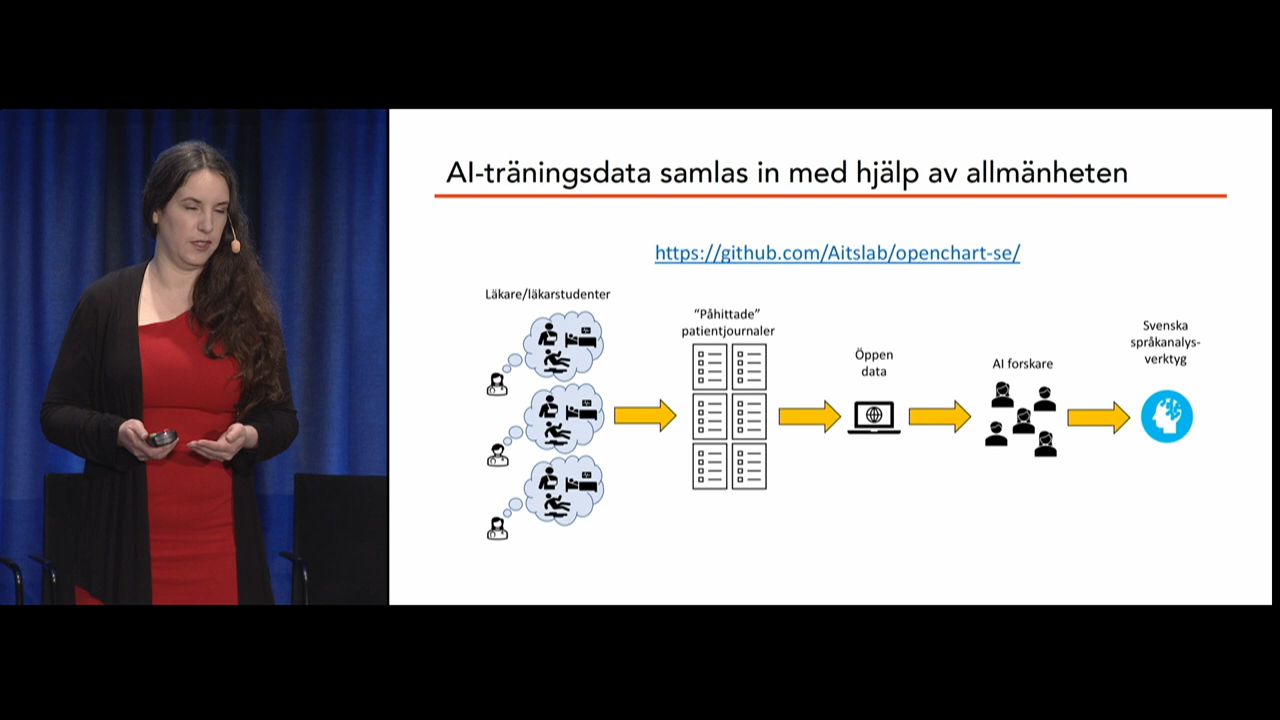 AI-träningsdata samlas in med hjälp av allmänheten
https://github.com/Aitslab/openchart-se/
Läkare/läkarstudenter
“Påhittade”
patientjournaler
Öppen
data
AI forskare
Svenska
språkanalys-
verktyg